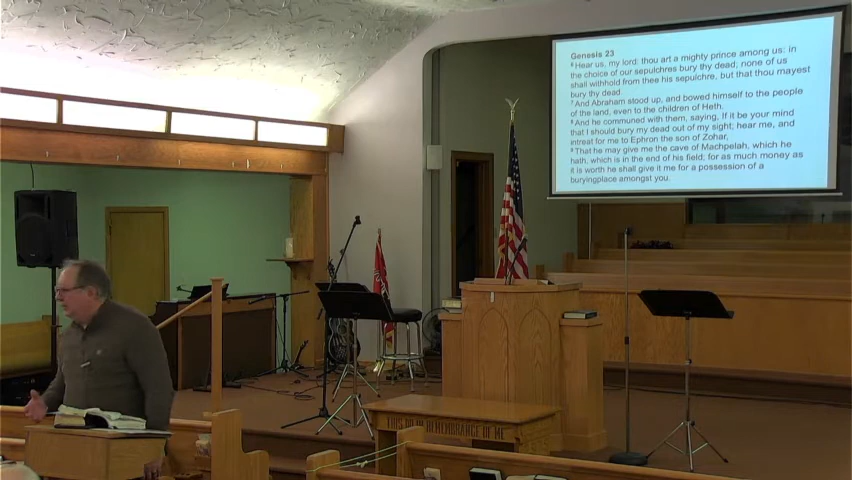 Genesis 23
6 Hear us, my lord: thou art a mighty prince among us: in
the choice of our sepulchres bury thy dead; none of us
shall withhold from thee his sepulchre, but that thou mayest
bury thy dead.
7 And Abraham stood up, and bowed himself to the people
of the land, even to the children of Heth.
8 And he communed with them, saying, If it be your mind
that I should bury my dead out of my sight; hear me, and
intreat for me to Ephron the son of Zohar,
9 That he may give me the cave of Machpelah, which he
hath, which is in the end of his field; for as much money as
it is worth he shall give it me for a possession of a
buryingplace amongst you.
THIS DO IN REMEMBRANCE OF ME